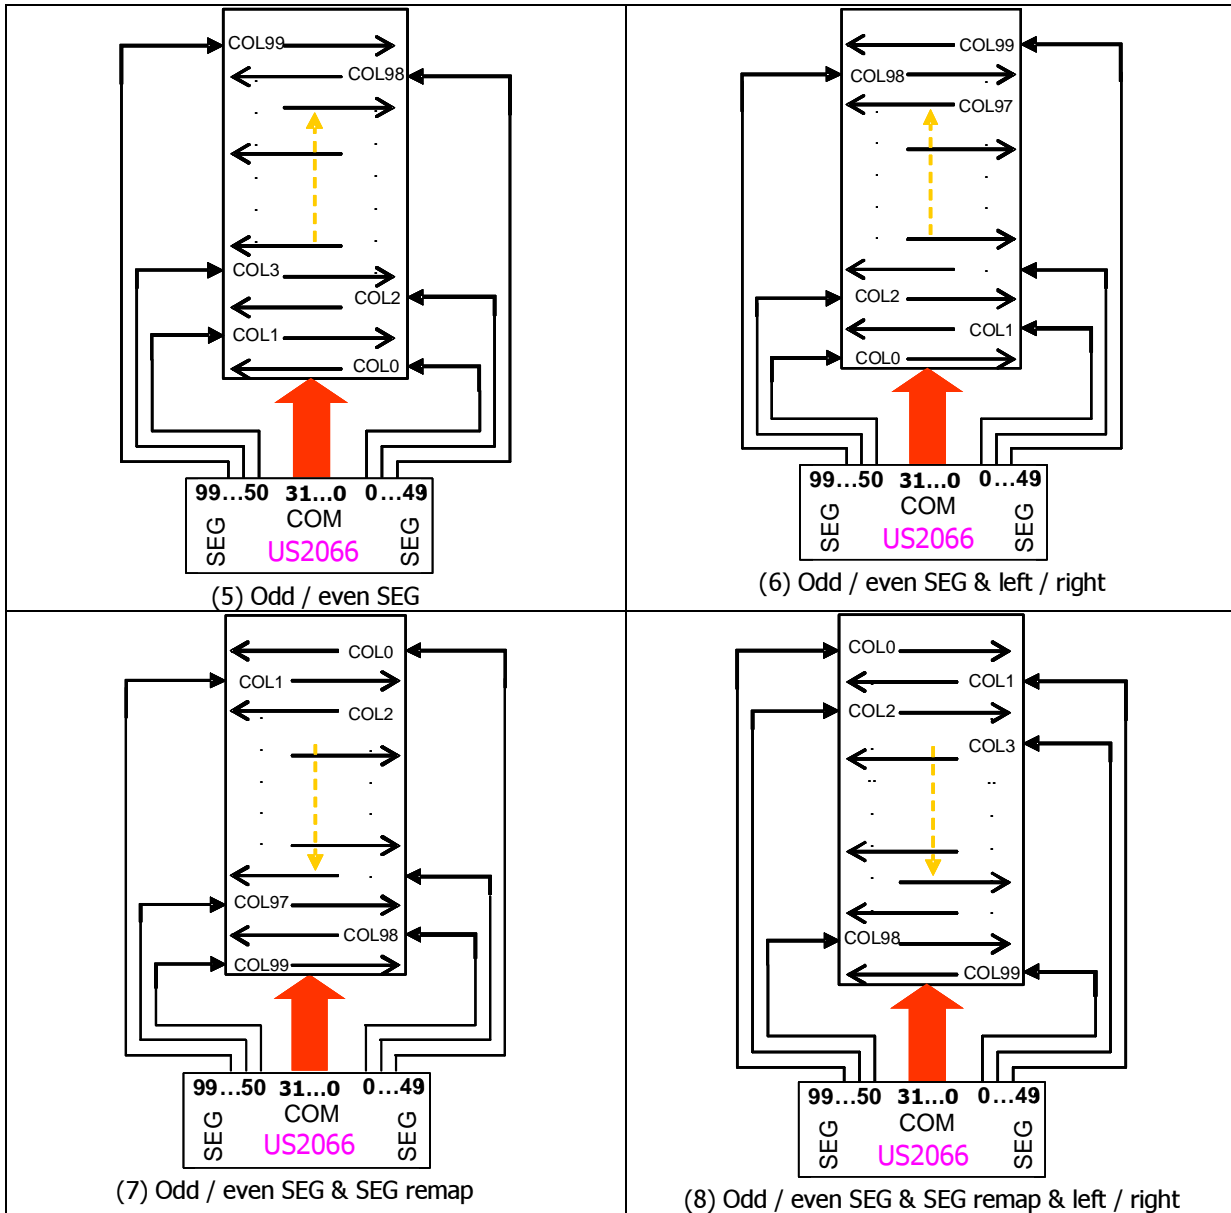 COL99
COL98
COL3
COL2
COL1
COL0
99...50 31...0 0...49
SEG COM SEG
US2066
(5) Odd / even SEG
COL99
COL98
COL97
COL2
COL1
COL0
99...50 31...0 0...49
SEG COM SEG
US2066
(6) Odd / even SEG & left / right
COL0
COL1
COL2
COL97
COL98
COL99
99...50 31...0 0...49
SEG COM SEG
US2066
(7) Odd / even SEG & SEG remap
COL0
COL1
COL2
COL3
COL98
COL99
99...50 31...0 0...49
SEG COM SEG
US2066
(8) Odd / even SEG & SEG remap & left / right